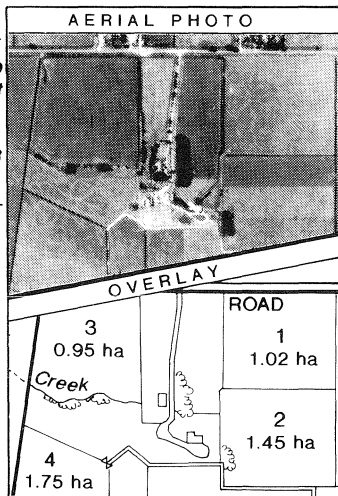 AERIAL PHOTO
OVERLAY
ROAD
3
0.95 ha
1
1.02 ha
Creek
2
1.45 ha
4
1.75 ha